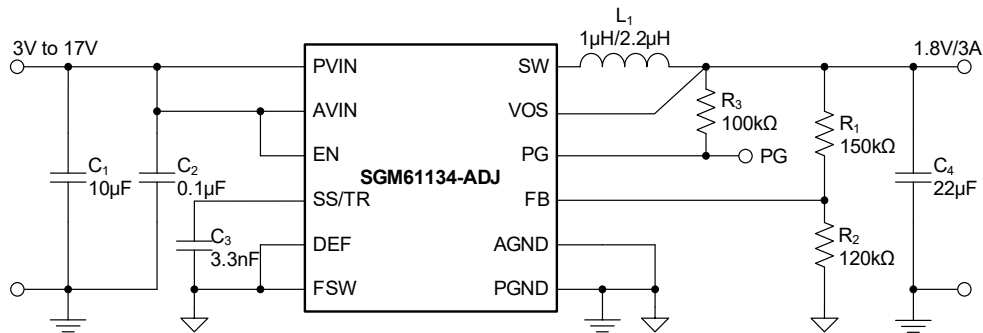 L1
1µH/2.2µH
3V to 17V
1.8V/3A
PVIN
SW
AVIN
VOS
R3
100kΩ
R1
150kΩ
EN
PG
PG
C1
10µF
C2
0.1µF
SGM61134-ADJ
C4
22µF
SS/TR
FB
C3
3.3nF
R2
120kΩ
DEF
AGND
FSW
PGND